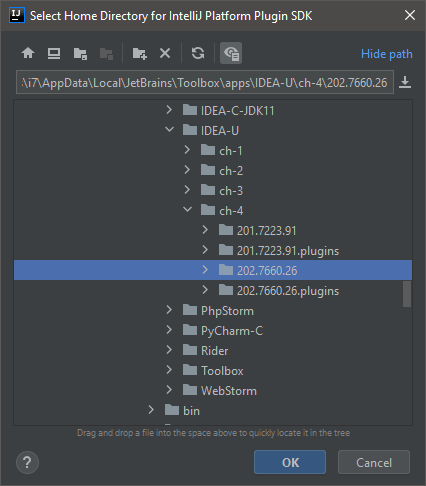 IJ
Select Home Directory for IntelliJ Platform Plugin SDK
Hide path
:\i7\AppData\Local\JetBrains\Toolbox\apps\IDEA-U\ch-4\202.7660.26
IDEA-C-JDK11
IDEA-U
ch-1
ch-2
ch-3
ch-4
201.7223.91
201.7223.91.plugins
202.7660.26
202.7660.26.plugins
PhpStorm
PyCharm-C
Rider
Toolbox
WebStorm
bin
Drag and drop a file into the space above to quickly locate it in the tree
?
OK
Cancel